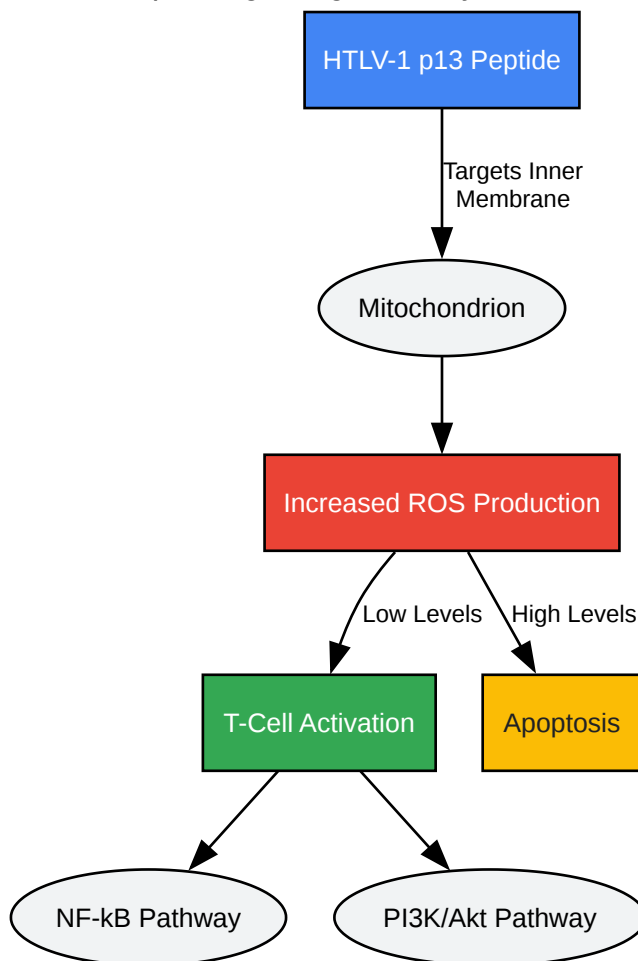 HTLV-1 p13 Peptide
Targets Inner
Membrane
Mitochondrion
Increased ROS Production
Low Levels
High Levels
T-Cell Activation
Apoptosis
NF-kB Pathway
PI3K/Akt Pathway